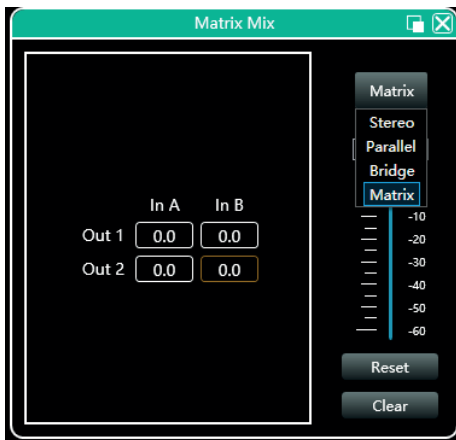 Matrix Mix
Matrix
Stereo
Parallel
Bridge
Matrix
In A In B
Out 1 0.0 0.0
Out 2 0.0 0.0
-10
-20
-30
-40
-50
-60
Reset
Clear